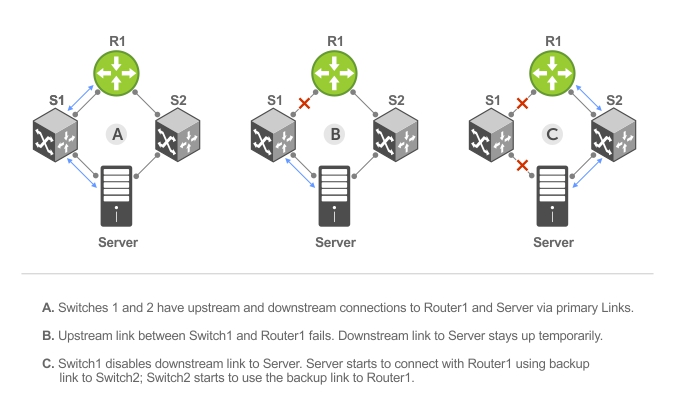 R1 R1 R1
S1 S2 S1 S2 S1 S2
A B C
Server Server Server
A. Switches 1 and 2 have upstream and downstream connections to Router1 and Server via primary Links.
B. Upstream link between Switch1 and Router1 fails. Downstream link to Server stays up temporarily.
C. Switch1 disables downstream link to Server. Server starts to connect with Router1 using backup
link to Switch2; Switch2 starts to use the backup link to Router1.